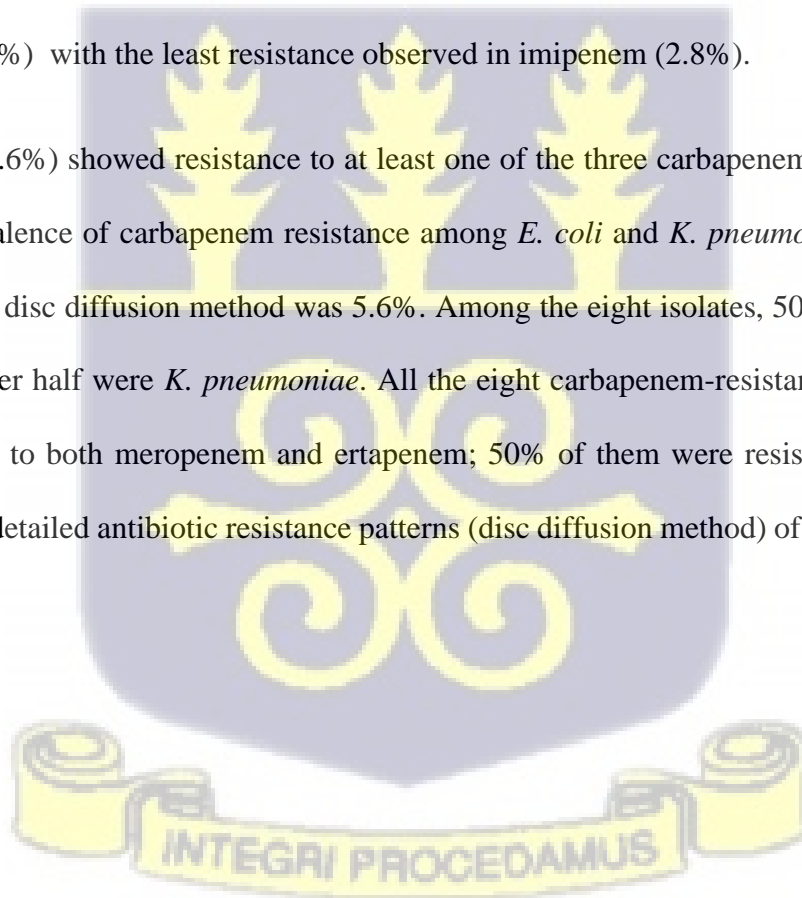 %) with the least resistance observed in imipenem (2.8%).
.6%) showed resistance to at least one of the three carbapenem
alence of carbapenem resistance among E. coli and K. pneumo
disc diffusion method was 5.6%. Among the eight isolates, 50
er half were K. pneumoniae. All the eight carbapenem-resistan
to both meropenem and ertapenem; 50% of them were resis
detailed antibiotic resistance patterns (disc diffusion method) of
INTEGRI PROCEDAMUS